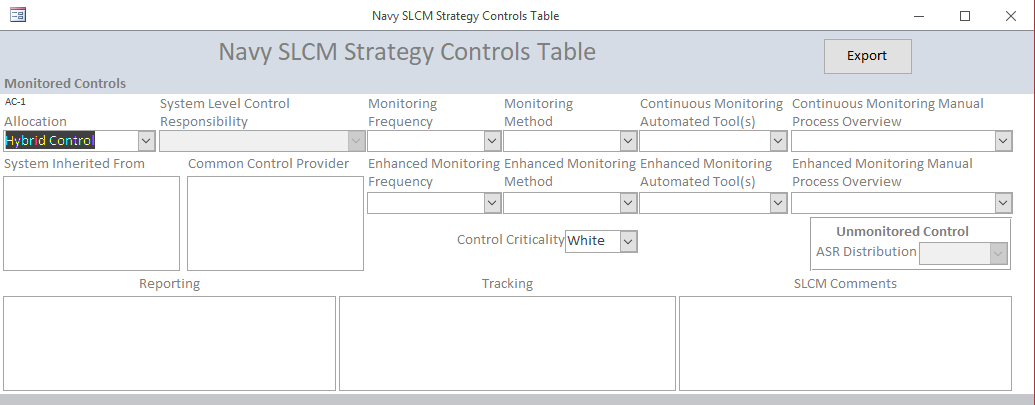 Navy SLCM Strategy Controls Table
Navy SLCM Strategy Controls Table
Export
Monitored Controls
AC-1
Allocation
System Level Control
Responsibility
Monitoring
Frequency
Monitoring
Method
Continuous Monitoring
Automated Tool(s)
Continuous Monitoring Manual
Process Overview
Hybrid Control
System Inherited From
Common Control Provider
Enhanced Monitoring
Frequency
Enhanced Monitoring
Method
Enhanced Monitoring
Automated Tool(s)
Enhanced Monitoring Manual
Process Overview
Control Criticality
White
Unmonitored Control
ASR Distribution
Reporting
Tracking
SLCM Comments